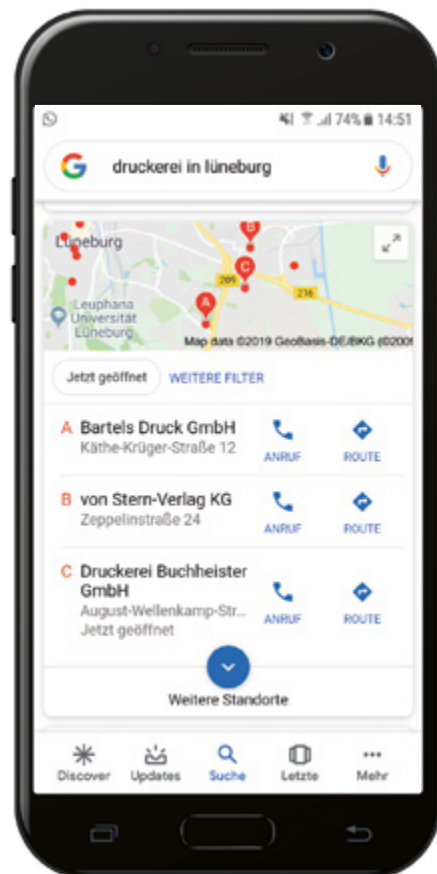 74% 14:51
druckerei in lüneburg
Lüneburg
B
C
209
216
A
Leuphana
Universität
Lüneburg
Map data ©2019 GeoBasis-DE/BKG (©2009
Jetzt geöffnet WEITERE FILTER
A Bartels Druck GmbH
Käthe-Krüger-Straße 12
ANRUF ROUTE
B von Stern-Verlag KG
Zeppelinstraße 24
ANRUF ROUTE
C Druckerei Buchheister
GmbH
August-Wellenkamp-Str...
Jetzt geöffnet
ANRUF ROUTE
Weitere Standorte
Discover Updates Suche Letzte Mehr